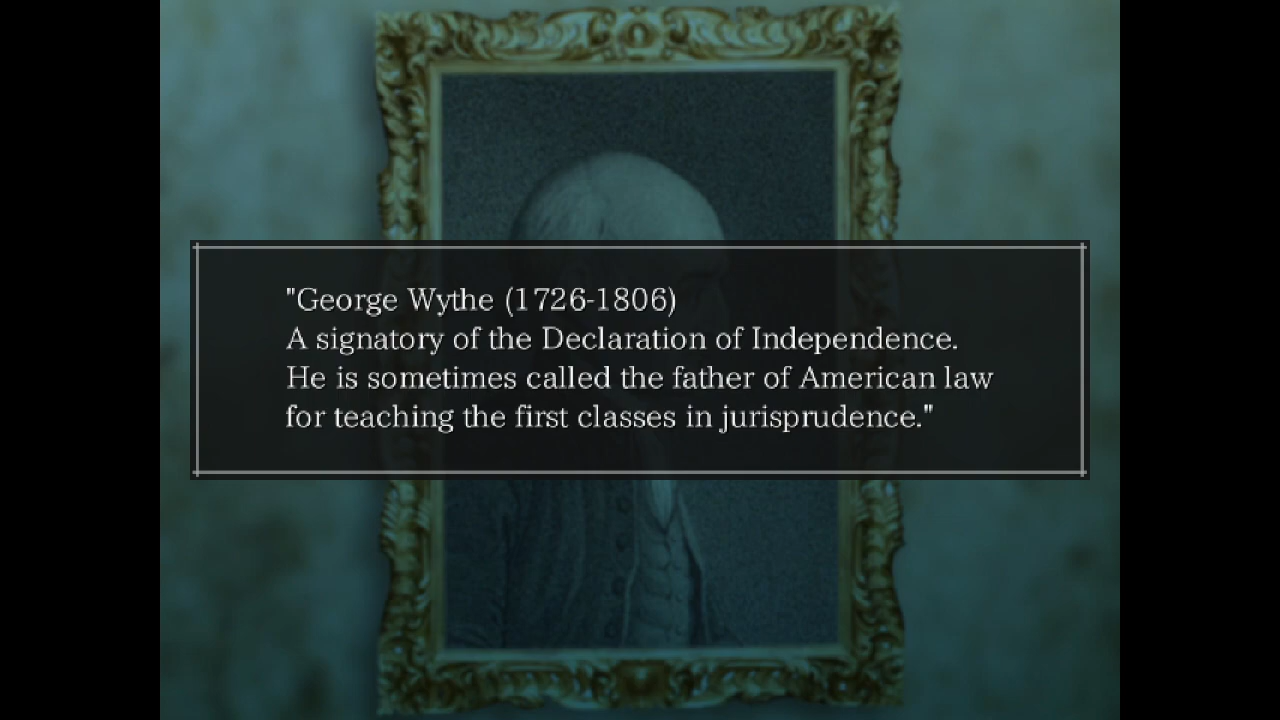 "George Wythe (1726-1806)
A signatory of the Declaration of Independence.
He is sometimes called the father of American law
for teaching the first classes in jurisprudence."